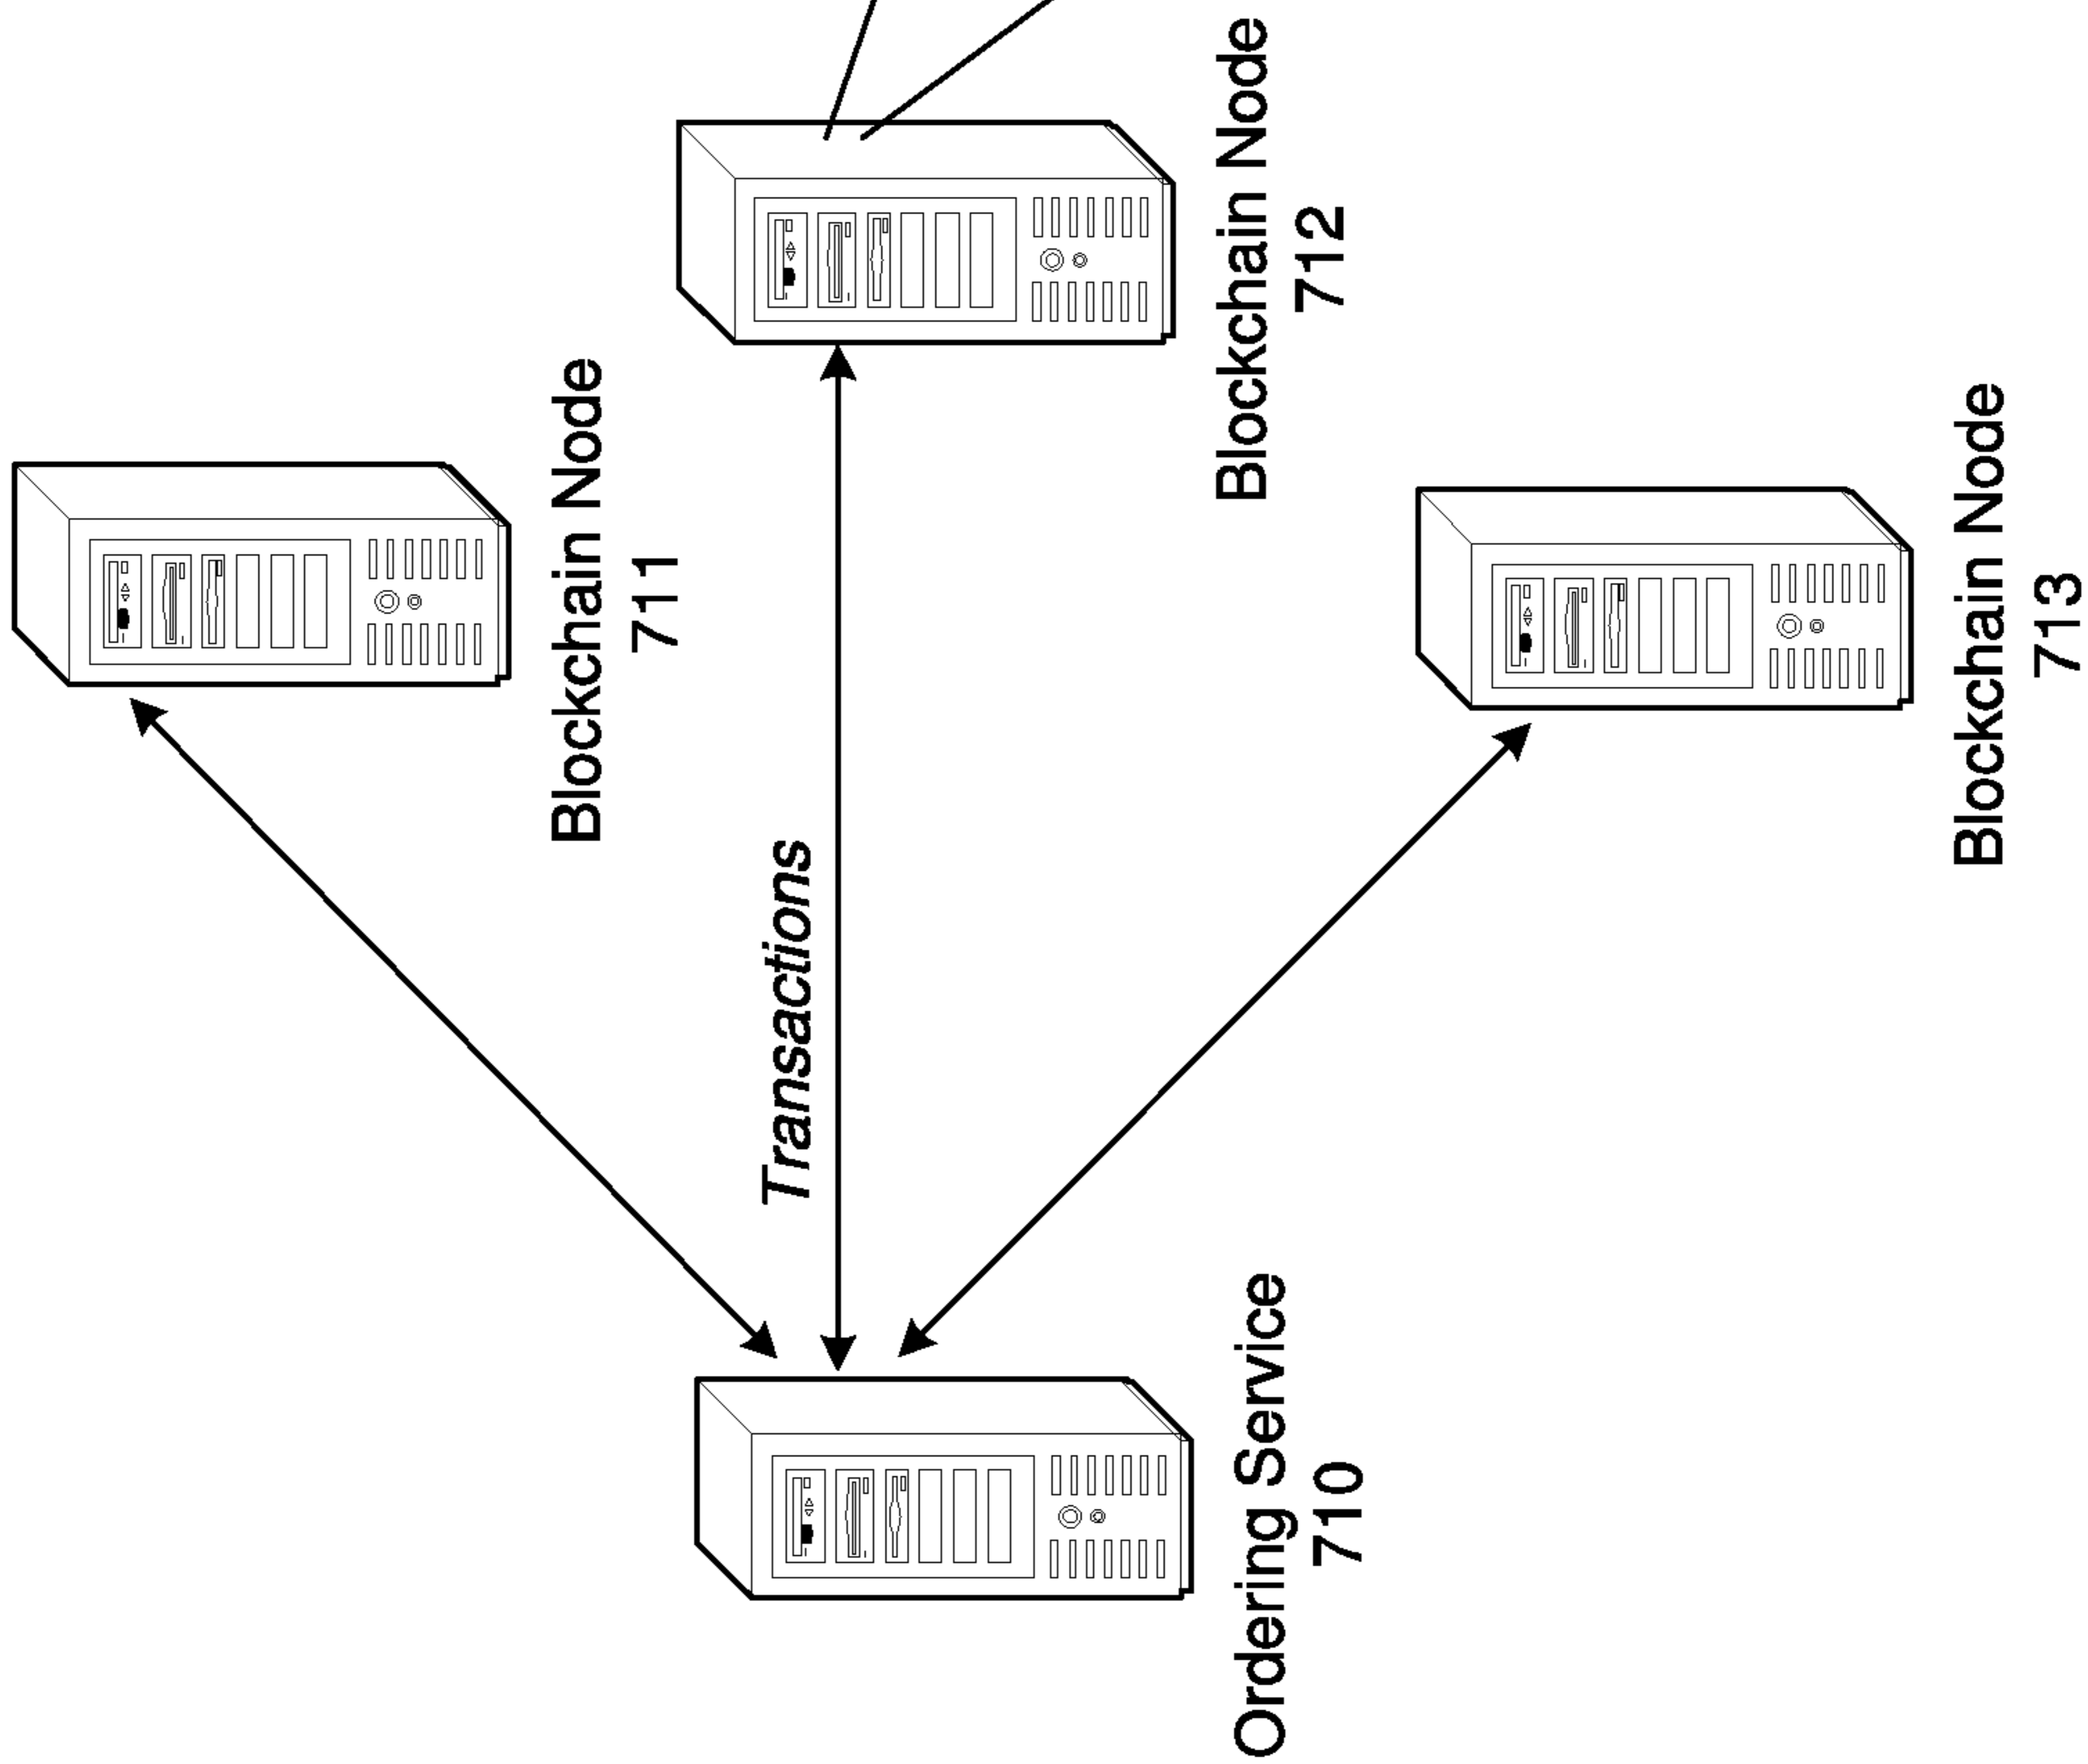 Blockchain Node
711
Transactions
Ordering Service
710
Blockchain Node
712
Blockchain Node
713